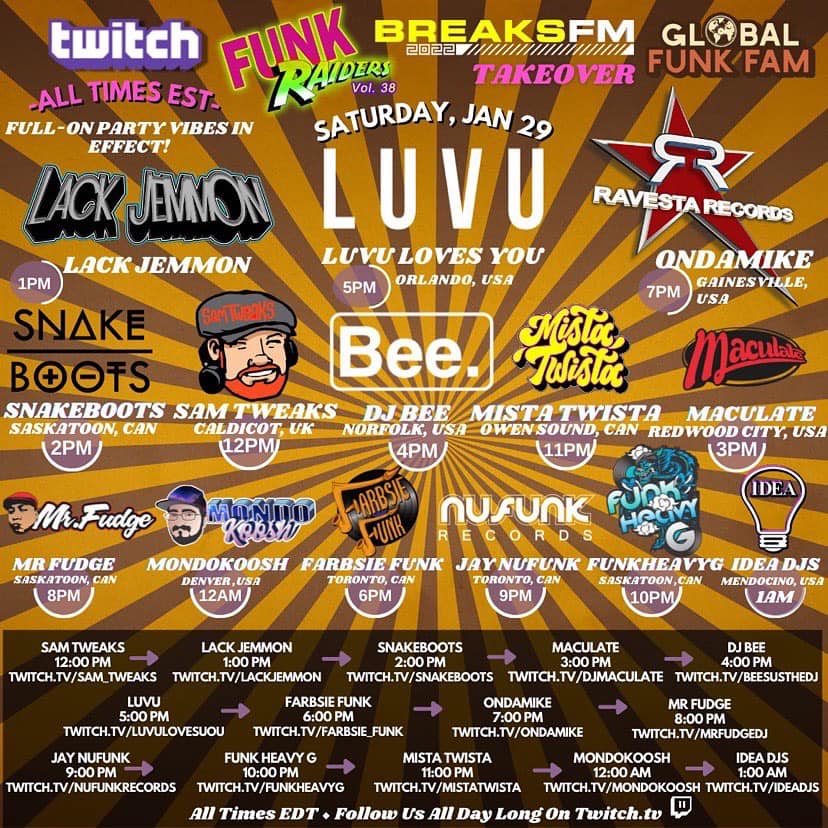 twitch
FUNK
RAIDERS
Vol. 38
BREAKSFM
2022
TAKEOVER
GLOBAL
FUNK FAM
-ALL TIMES EST-
FULL-ON PARTY VIBES IN
EFFECT!
SATURDAY, JAN 29
LACK JEMMON
LUVU
RR
RAVESTA RECORDS
LACK JEMMON
1PM
LUVU LOVES YOU
ORLANDO, USA
5PM
ONDAMIKE
GAINESVILLE,
USA
7PM
SNAKE
BOOTS
SAM TWEAKS
Bee.
Mista
Twista
Maculate
SNAKEBOOTS
SASKATOON, CAN
2PM
SAM TWEAKS
CALDICOT, UK
12PM
DJ BEE
NORFOLK, USA
4PM
MISTA TWISTA
OWEN SOUND, CAN
11PM
MACULATE
REDWOOD CITY, USA
3PM
Mr. Fudge
MONDO
KOOSH
FARBSIE
FUNK
NUFUNK
RECORDS
FUNK
HEAVY
G
IDEA
MR FUDGE
SASKATOON, CAN
8PM
MONDOKOOSH
DENVER, USA
12AM
FARBSIE FUNK
TORONTO, CAN
6PM
JAY NUFUNK
TORONTO, CAN
9PM
FUNKHEAVYG
SASKATOON, CAN
10PM
IDEA DJS
MENDOCINO, USA
1AM
SAM TWEAKS
12:00 PM
TWITCH.TV/SAM_TWEAKS
LACK JEMMON
1:00 PM
TWITCH.TV/LACKJEMMON
SNAKEBOOTS
2:00 PM
TWITCH.TV/SNAKEBOOTS
MACULATE
3:00 PM
TWITCH.TV/DJMACULATE
DJ BEE
4:00 PM
TWITCH.TV/BEESUSTHEDJ
LUVU
5:00 PM
TWITCH.TV/LUVULOVESUOU
FARBSIE FUNK
6:00 PM
TWITCH.TV/FARBSIE_FUNK
ONDAMIKE
7:00 PM
TWITCH.TV/ONDAMIKE
MR FUDGE
8:00 PM
TWITCH.TV/MRFUDGEDJ
JAY NUFUNK
9:00 PM
TWITCH.TV/NUFUNKRECORDS
FUNK HEAVY G
10:00 PM
TWITCH.TV/FUNKHEAVYG
MISTA TWISTA
11:00 PM
TWITCH.TV/MISTATWISTA
MONDOKOOSH
12:00 AM
TWITCH.TV/MONDOKOOSH
IDEA DJS
1:00 AM
TWITCH.TV/IDEADJS
All Times EDT • Follow Us All Day Long On Twitch.tv